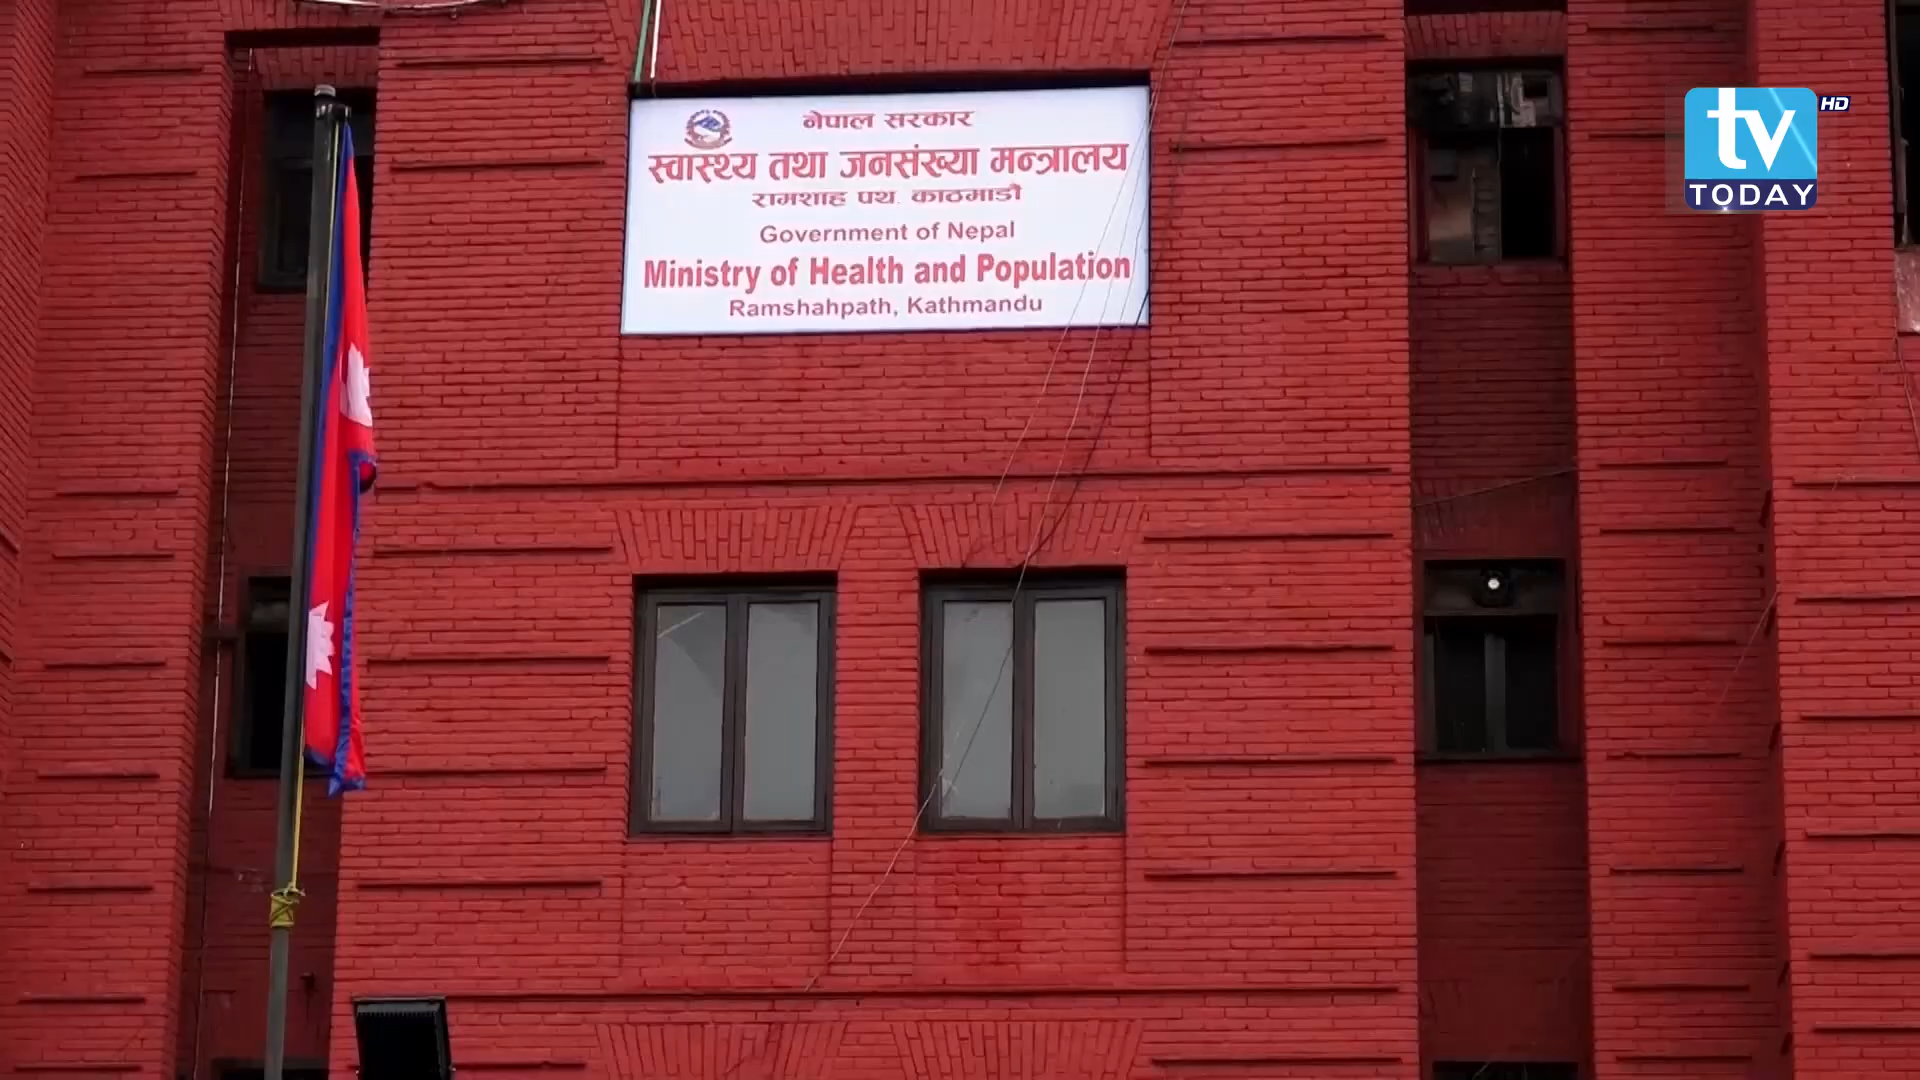 नेपाल सरकार
स्वास्थ्य तथा जनसंख्या मन्त्रालय
रामशाह पथ, काठमाडौं
Government of Nepal
Ministry of Health and Population
Ramshahpath, Kathmandu
tv HD
TODAY